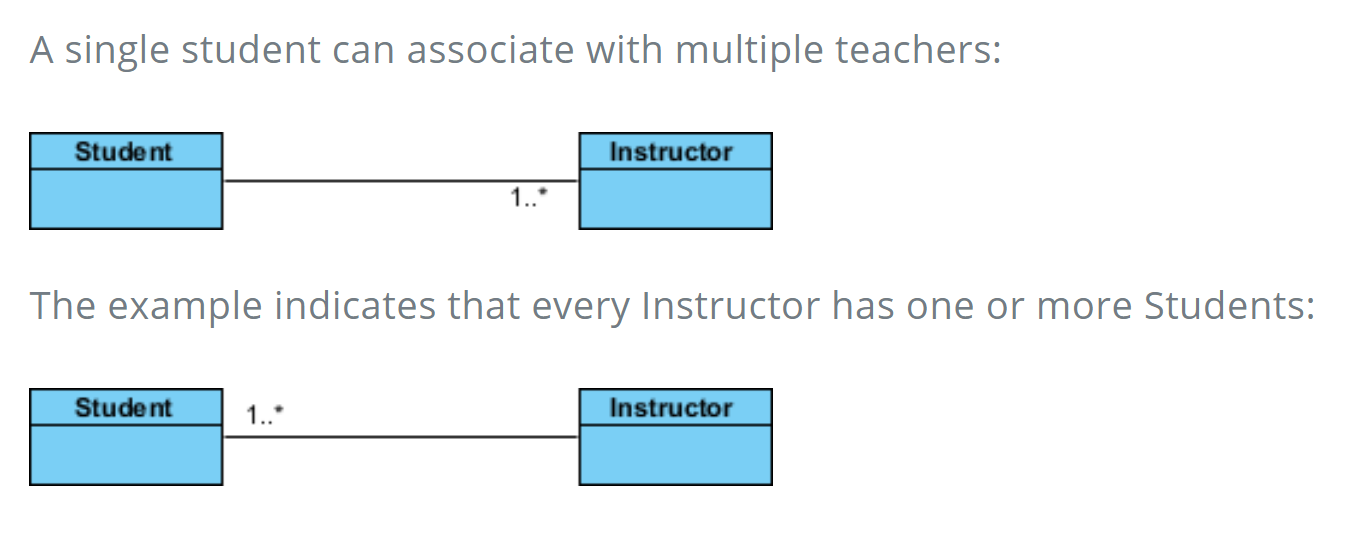 A single student can associate with multiple teachers:
Student
Instructor
1..*
The example indicates that every Instructor has one or more Students:
Student
1..*
Instructor